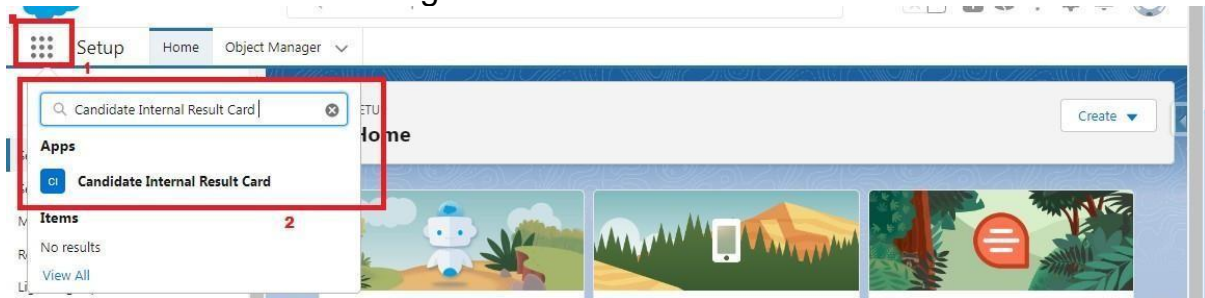 Setup Home Object Manager
1
Candidate Internal Result Card
ETU
Home
Create
Apps
CI Candidate Internal Result Card
Items
2
No results
View All